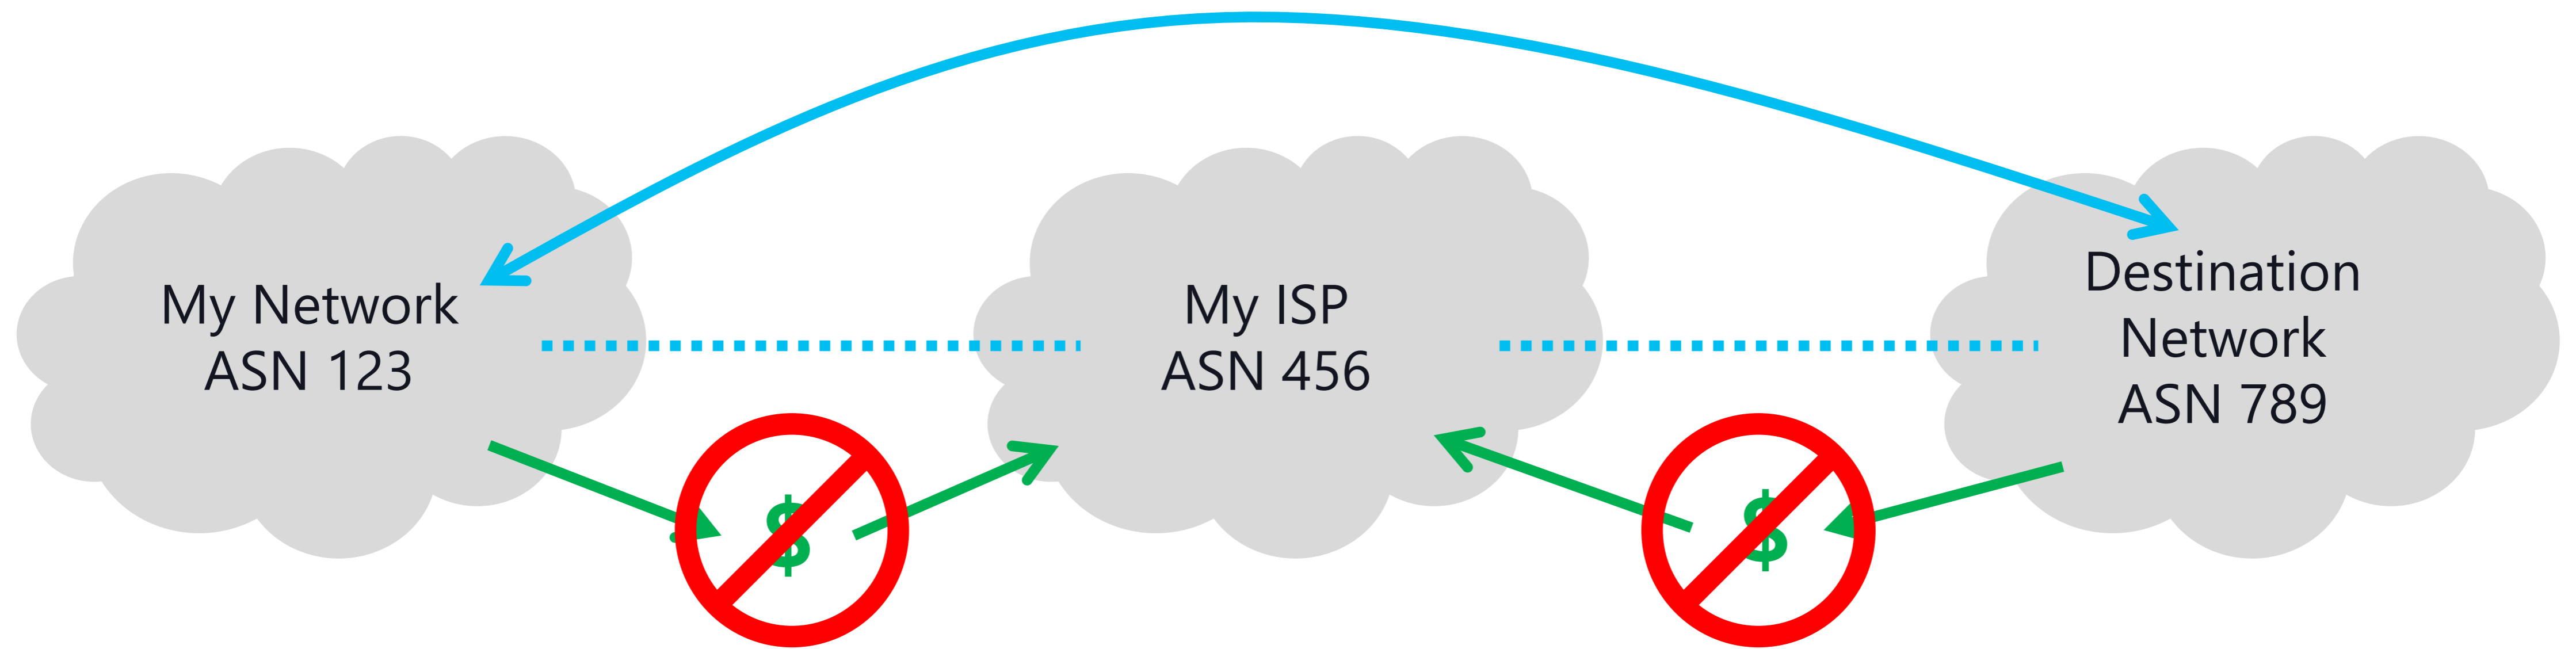 My Network
ASN 123
My ISP
ASN 456
Destination
Network
ASN 789
$
$